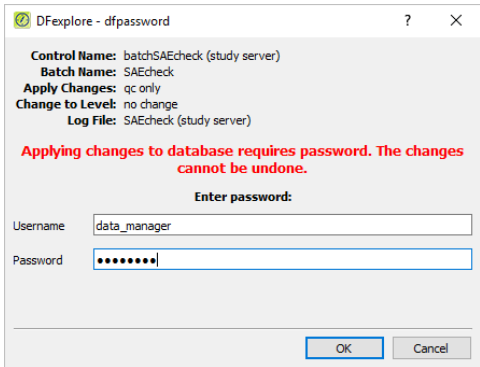 DFexplore - dfpassword
Control Name: batchSAEcheck (study server)
Batch Name: SAEcheck
Apply Changes: qc only
Change to Level: no change
Log File: SAEcheck (study server)
Applying changes to database requires password. The changes
cannot be undone.
Enter password:
Username data_manager
Password ●●●●●●●●
OK Cancel